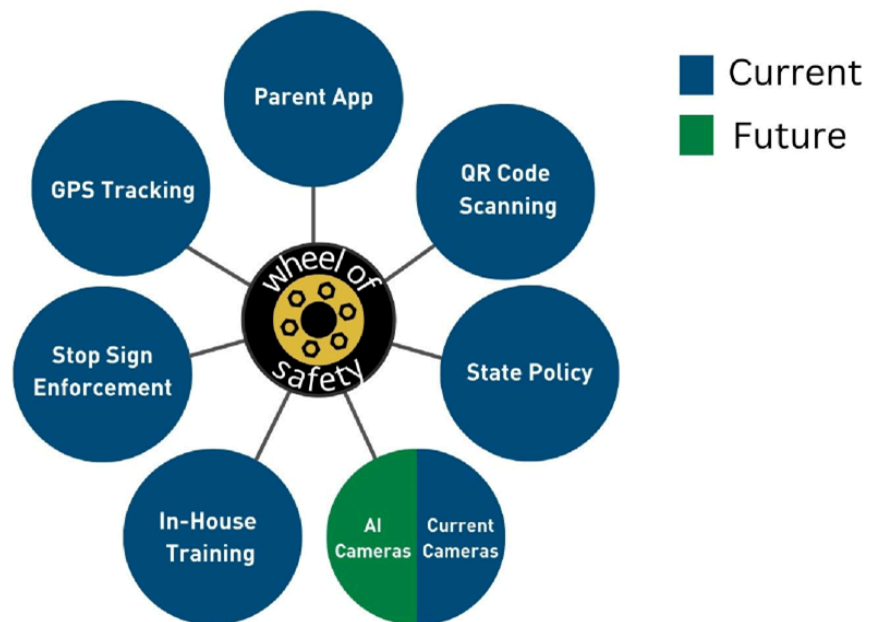 Parent App
Current
Future
GPS Tracking
QR Code
Scanning
wheel of
safety
Stop Sign
Enforcement
State Policy
In-House
Training
AI
Cameras
Current
Cameras